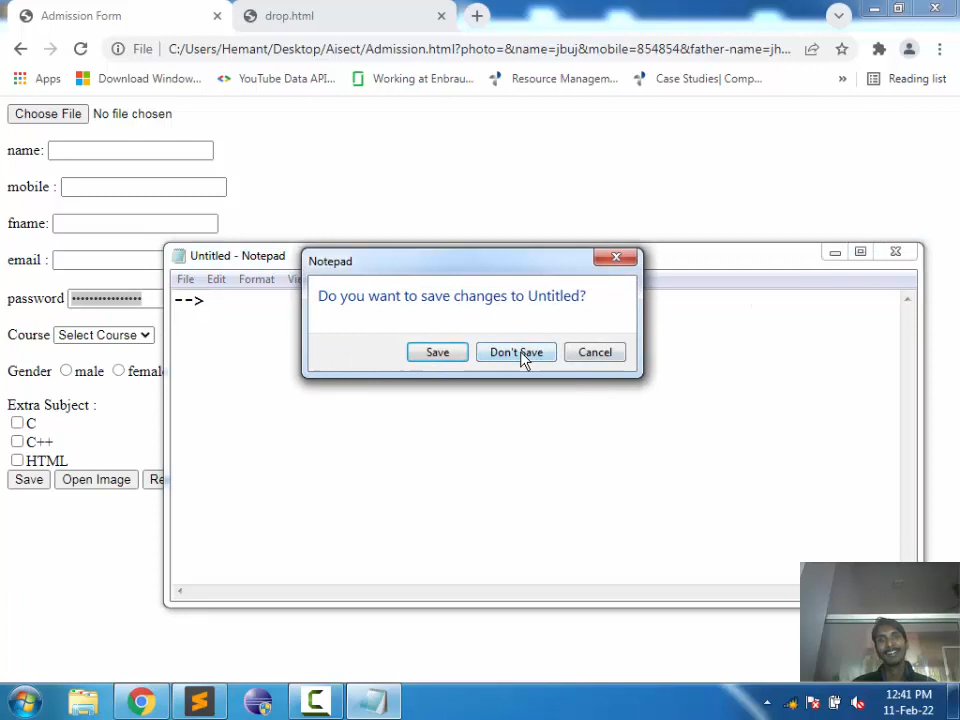 Admission Form
drop.html
File
C:/Users/Hemant/Desktop/Aisect/Admission.html?photo=&name=jbuj&mobile=854854&father-name=jh...
Apps
Download Window...
YouTube Data API...
Working at Enbrau...
Resource Managem...
Case Studies| Comp...
»
Reading list
Choose File No file chosen
name:
mobile :
fname:
email :
password ••••••••••••••••
Course Select Course
Gender male female
Extra Subject :
C
C++
HTML
Save Open Image Re
Untitled - Notepad
File Edit Format Vi
-->
Notepad
Do you want to save changes to Untitled?
Save Don't Save Cancel
12:41 PM
11-Feb-22